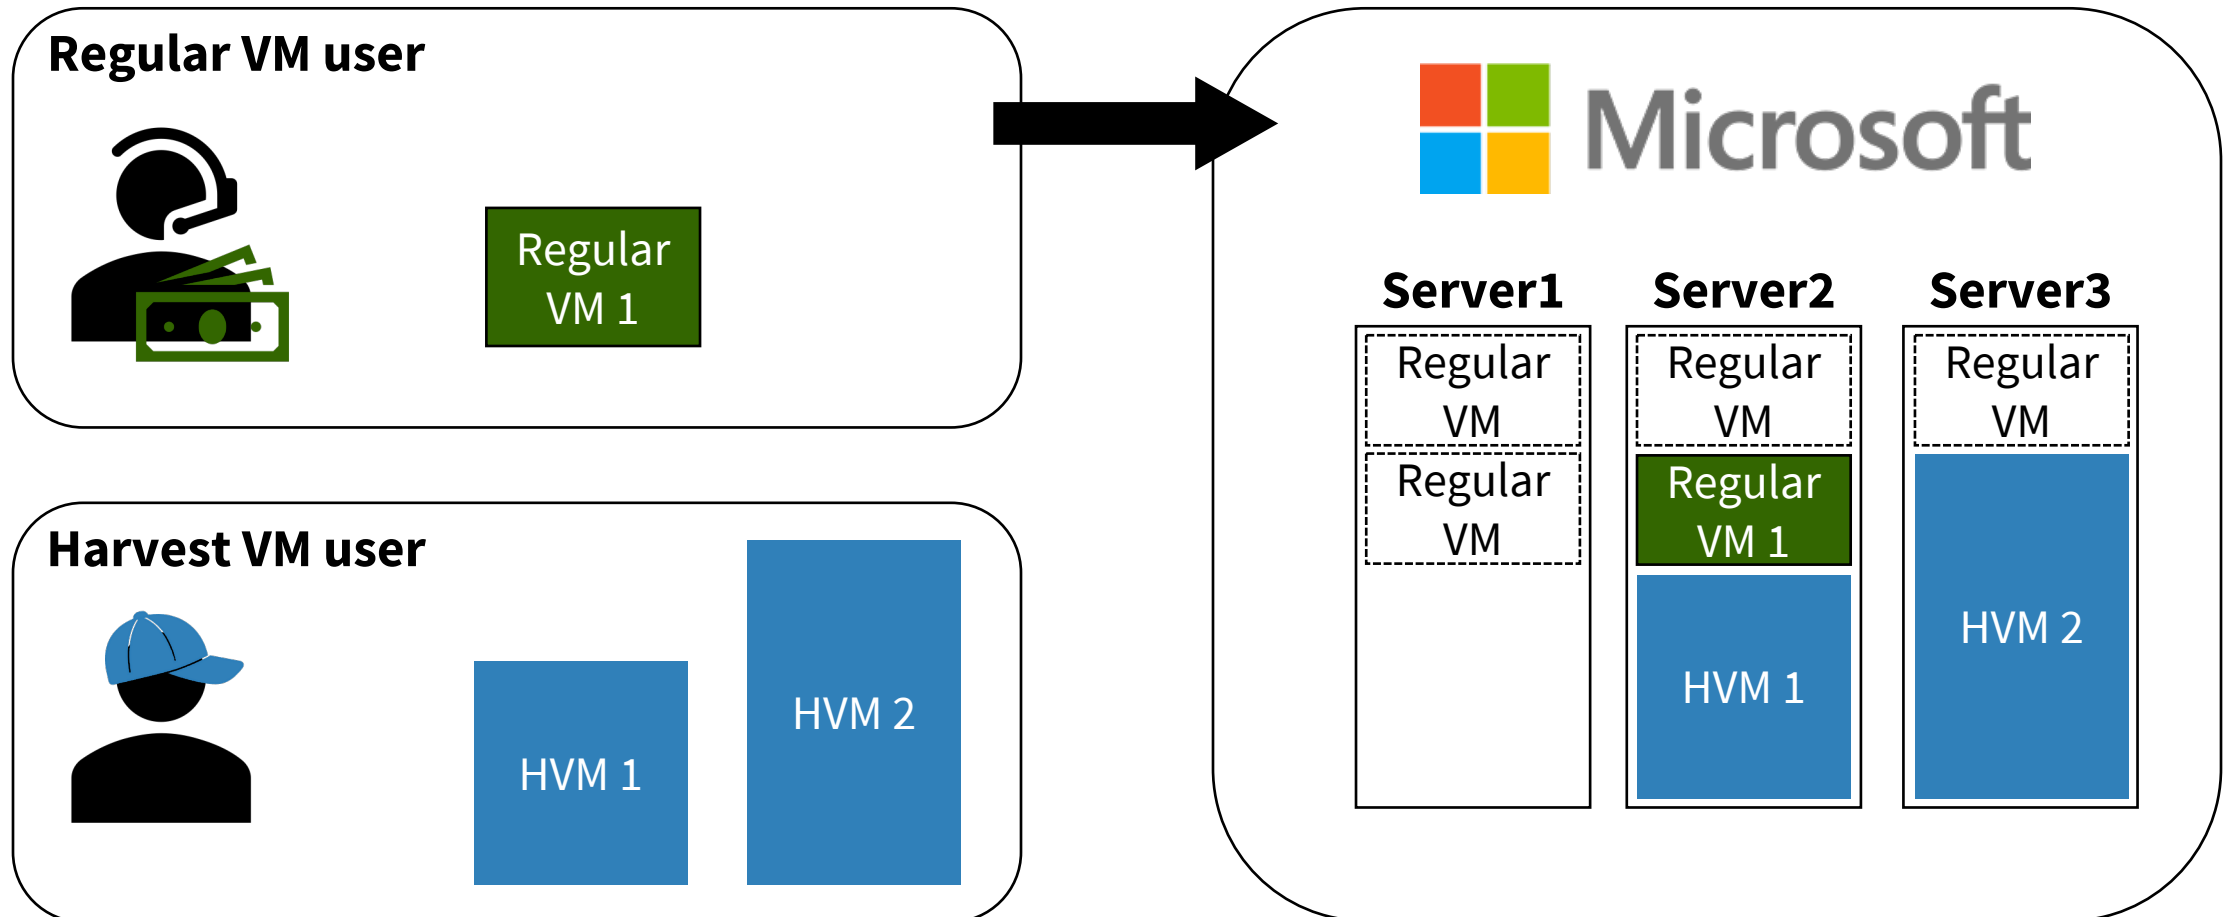 Regular VM user
Regular
VM 1
Harvest VM user
HVM 1
HVM 2
Microsoft
Server1
Regular
VM
Regular
VM
Server2
Regular
VM
Regular
VM 1
HVM 1
Server3
Regular
VM
HVM 2